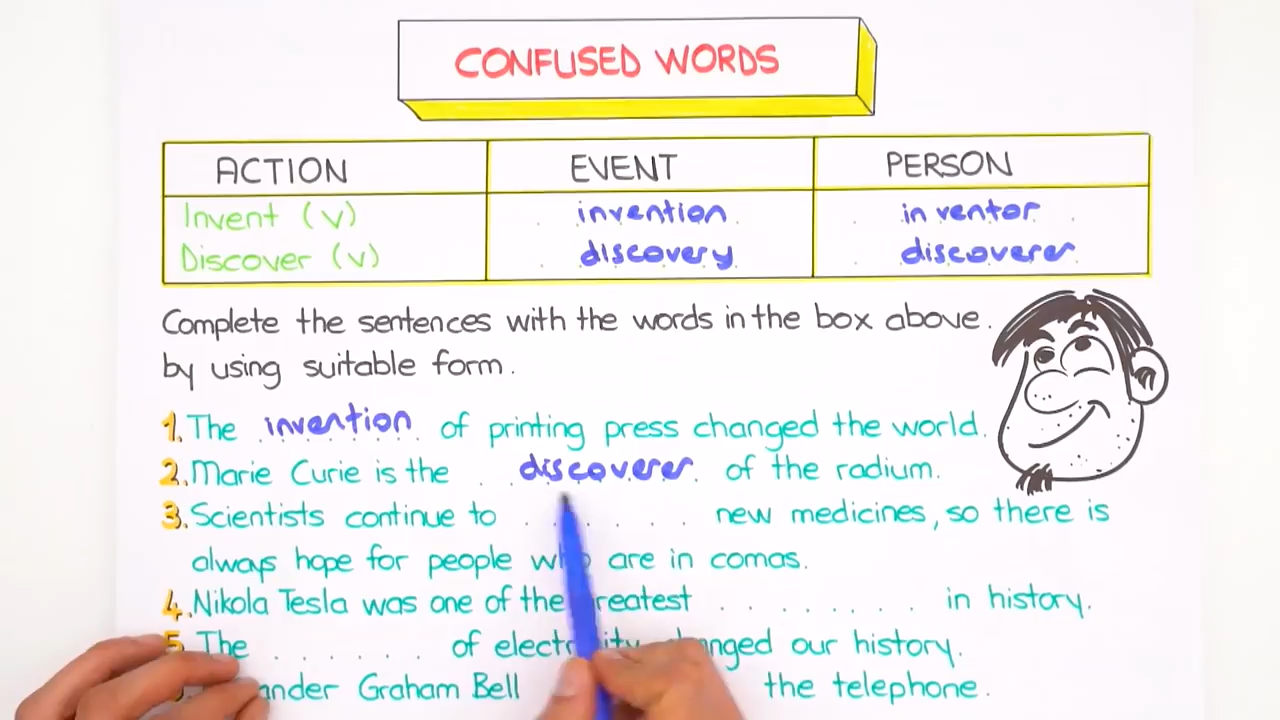 CONFUSED WORDS
ACTION EVENT PERSON
Invent (v) invention inventor
Discover (v) discovery discoverer
Complete the sentences with the words in the box above.
by using suitable form.
1. The invention of printing press changed the world.
2. Marie Curie is the discoverer of the radium.
3. Scientists continue to . . . . . . new medicines, so there is
always hope for people who are in comas.
4. Nikola Tesla was one of the greatest . . . . . . . . in history.
5. The . . . . . . of electricity changed our history.
Graham Bell the telephone.